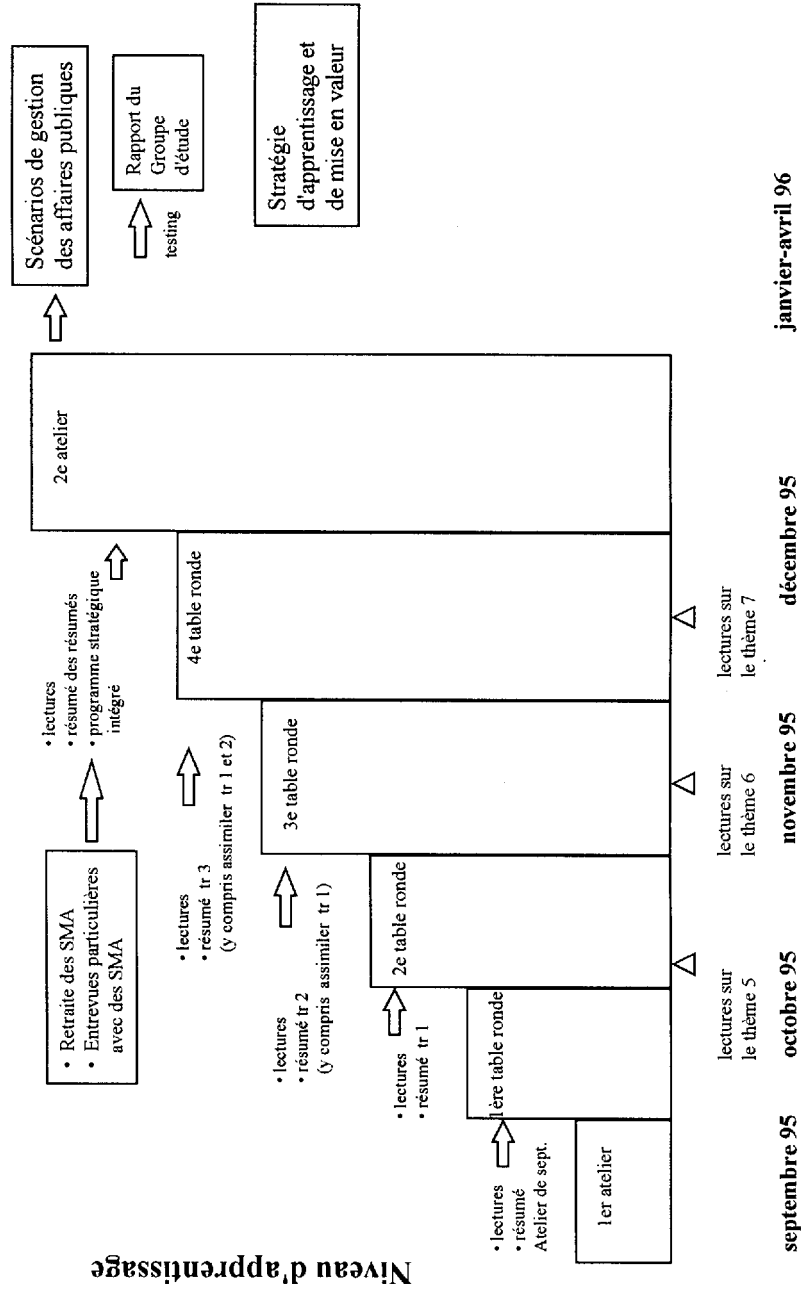 Niveau d'apprentissage
• Retraite des SMA
• Entrevues particulières
avec des SMA
• lectures
• résumé des résumés
• programme stratégique
intégré
Scénarios de gestion
des affaires publiques
testing
Rapport du
Groupe
d'étude
Stratégie
d'apprentissage et
de mise en valeur
• lectures
• résumé tr 3
(y compris assimiler tr 1 et 2)
• lectures
• résumé tr 2
(y compris assimiler tr 1)
• lectures
• résumé tr 1
• lectures
• résumé
Atelier de sept.
1er atelier
1ère table ronde
2e table ronde
3e table ronde
4e table ronde
2e atelier
lectures sur
le thème 5
lectures sur
le thème 6
lectures sur
le thème 7
septembre 95
octobre 95
novembre 95
décembre 95
janvier-avril 96